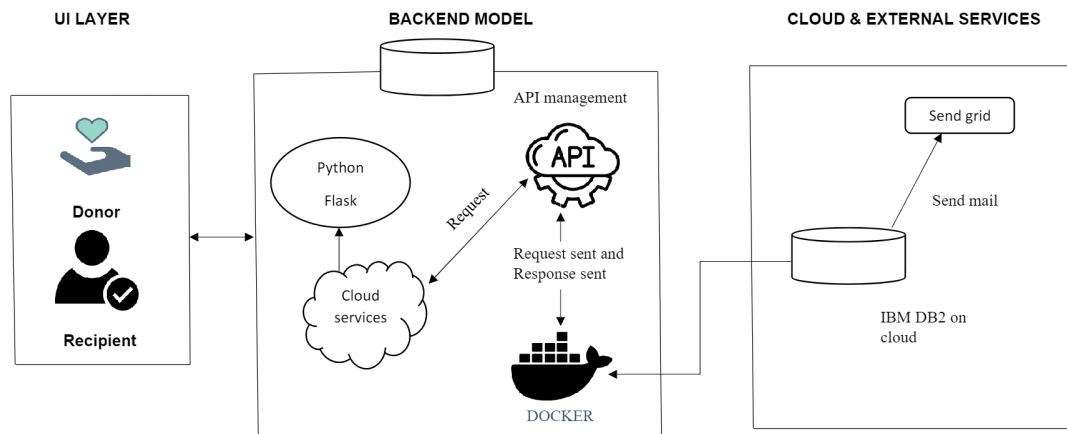 UI LAYER
BACKEND MODEL
CLOUD & EXTERNAL SERVICES
Donor
Recipient
API management
API
Python
Flask
Request
Cloud
services
Request sent and
Response sent
DOCKER
Send grid
Send mail
IBM DB2 on
cloud